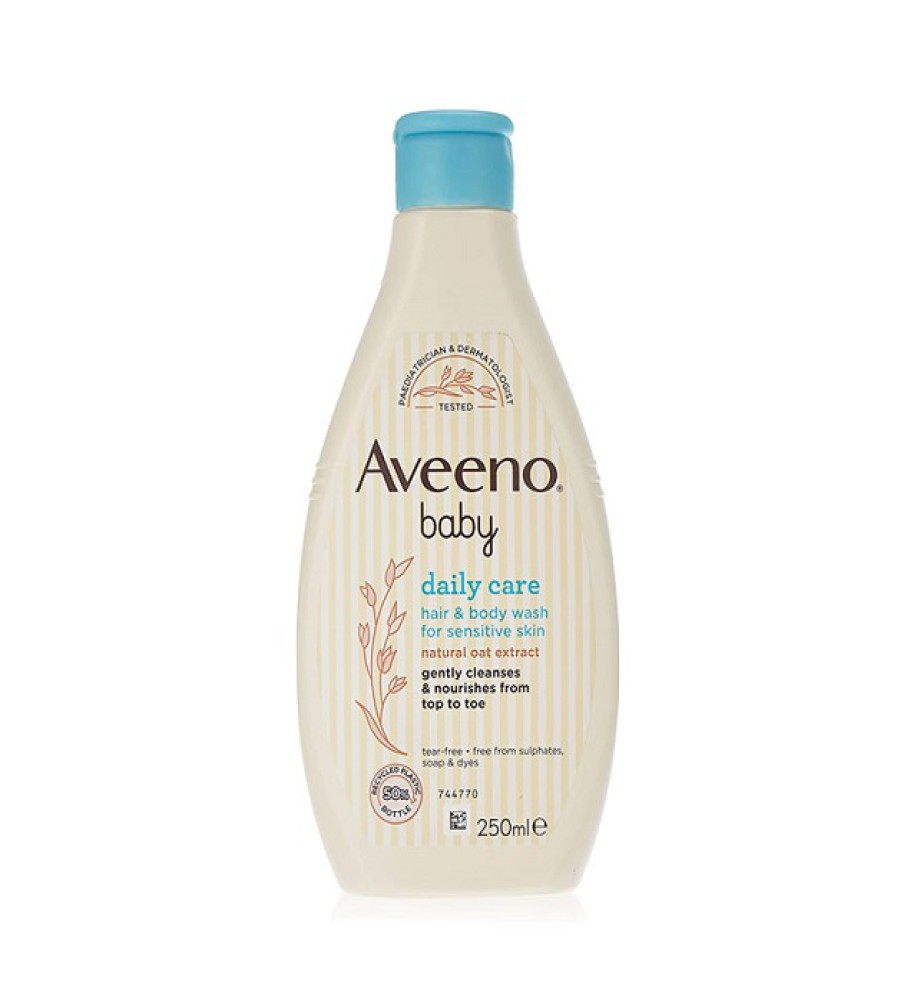 PAEDIATRICIAN & DERMATOLOGIST
TESTED
Aveeno®
baby
daily care
hair & body wash
for sensitive skin
natural oat extract
gently cleanses
& nourishes from
top to toe
tear-free • free from sulphates,
soap & dyes
RECYCLED PLASTIC
50%
BOTTLE
744770
250ml℮